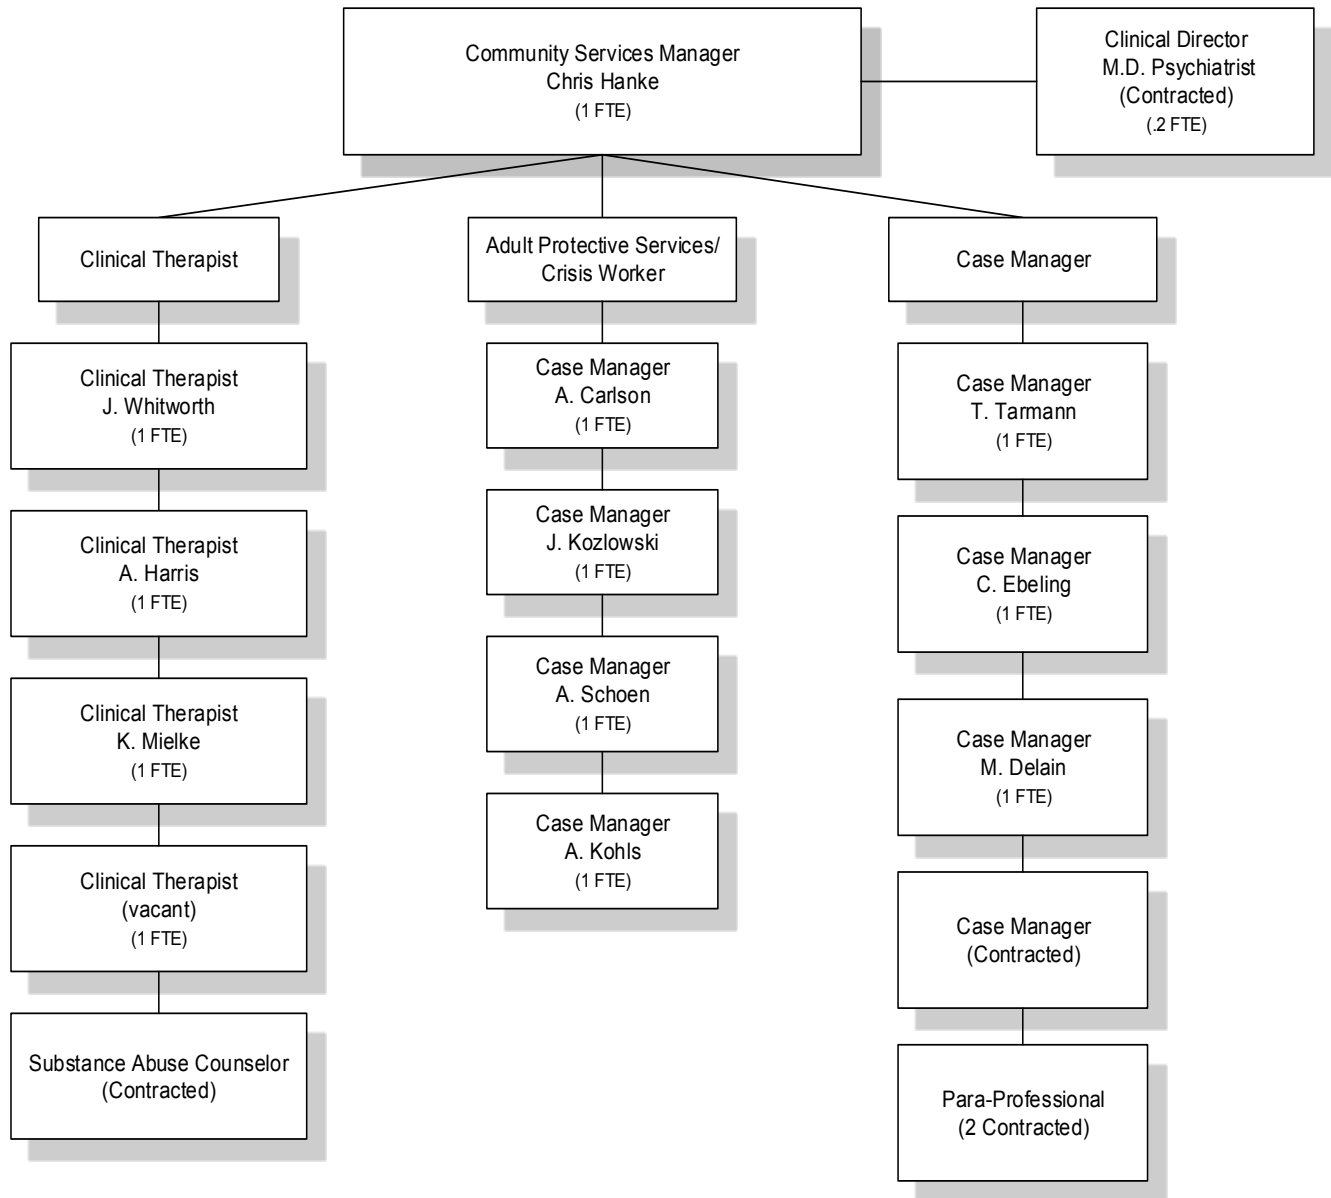 Community Services Manager
Chris Hanke
(1 FTE)
Clinical Director
M.D. Psychiatrist
(Contracted)
(.2 FTE)
Clinical Therapist
Adult Protective Services/
Crisis Worker
Case Manager
Clinical Therapist
J. Whitworth
(1 FTE)
Clinical Therapist
A. Harris
(1 FTE)
Clinical Therapist
K. Mielke
(1 FTE)
Clinical Therapist
(vacant)
(1 FTE)
Substance Abuse Counselor
(Contracted)
Case Manager
A. Carlson
(1 FTE)
Case Manager
J. Kozlowski
(1 FTE)
Case Manager
A. Schoen
(1 FTE)
Case Manager
A. Kohls
(1 FTE)
Case Manager
T. Tarmann
(1 FTE)
Case Manager
C. Ebeling
(1 FTE)
Case Manager
M. Delain
(1 FTE)
Case Manager
(Contracted)
Para-Professional
(2 Contracted)